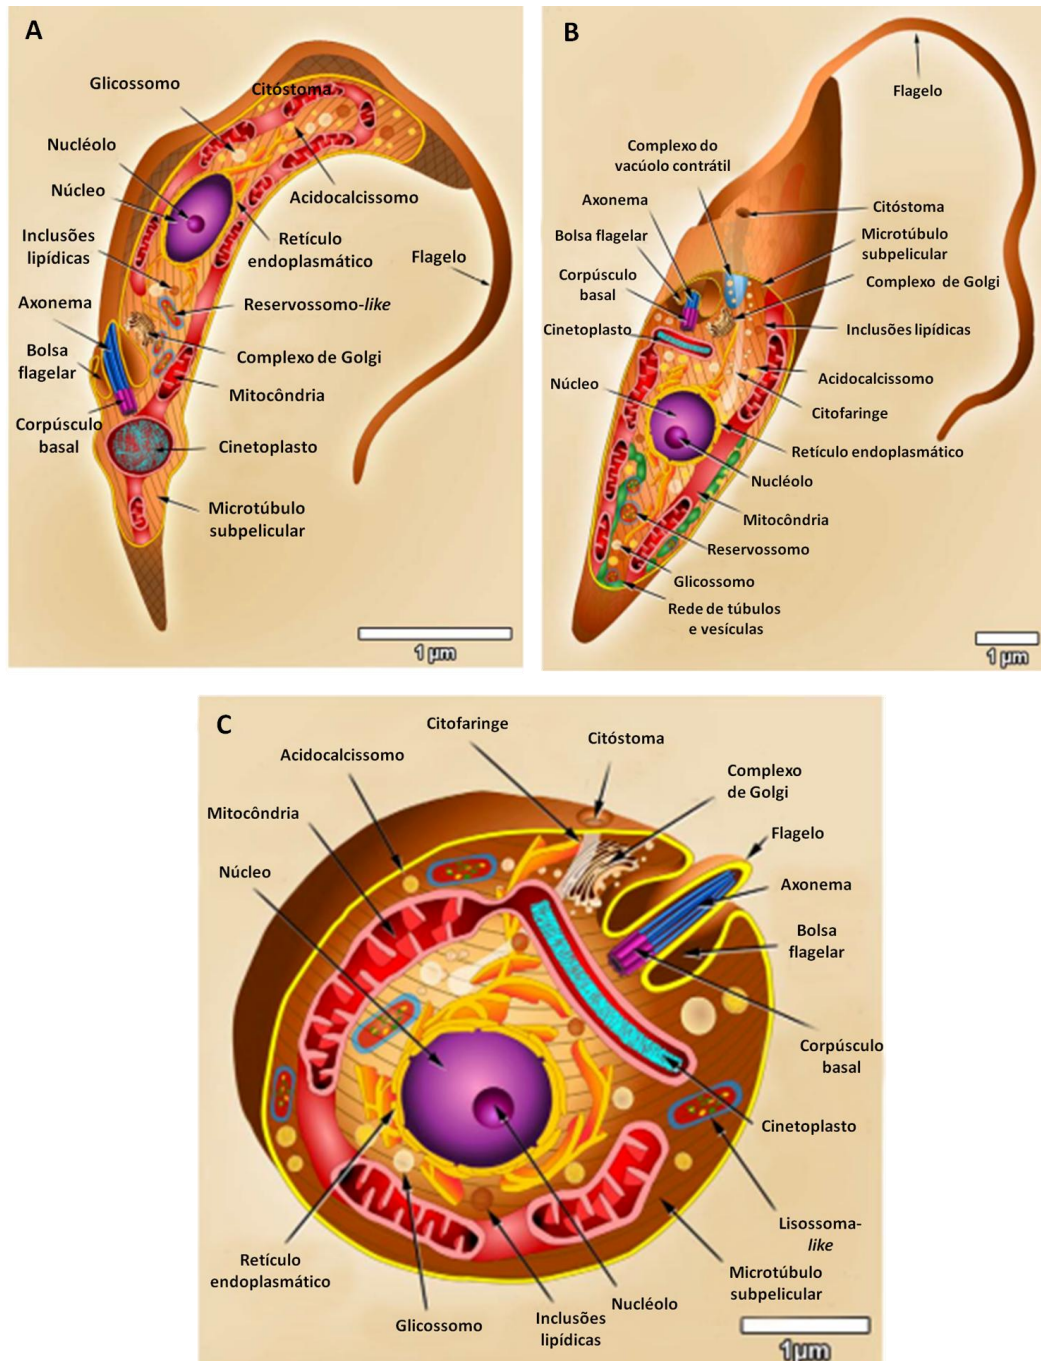 A
Glicossomo
Citóstoma
Nucléolo
Núcleo
Acidocalcissomo
Inclusões
lipídicas
Retículo
endoplasmático
Flagelo
Axonema
Reservossomo-like
Bolsa
flagelar
Complexo de Golgi
Mitocôndria
Corpúsculo
basal
Cinetoplasto
Microtúbulo
subpelicular
1 µm
B
Flagelo
Complexo do
vacúolo contrátil
Axonema
Citóstoma
Bolsa flagelar
Microtúbulo
subpelicular
Corpúsculo
basal
Complexo de Golgi
Cinetoplasto
Inclusões lipídicas
Núcleo
Acidocalcissomo
Citofaringe
Retículo endoplasmático
Nucléolo
Mitocôndria
Reservossomo
Glicossomo
Rede de túbulos
e vesículas
1 µm
C
Citofaringe
Citóstoma
Acidocalcissomo
Complexo
de Golgi
Mitocôndria
Flagelo
Núcleo
Axonema
Bolsa
flagelar
Corpúsculo
basal
Cinetoplasto
Lisossoma-
like
Retículo
endoplasmático
Microtúbulo
subpelicular
Glicossomo
Inclusões
lipídicas
Nucléolo
1µm